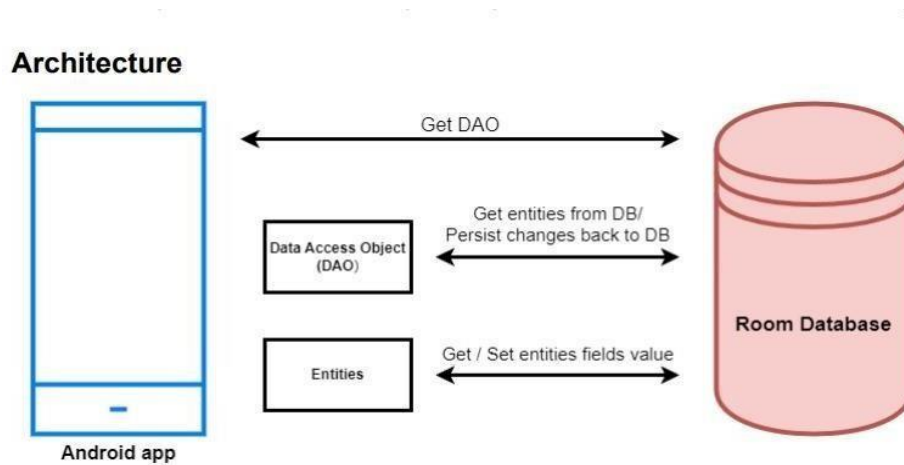 Architecture
Get DAO
Get entities from DB/
Persist changes back to DB
Data Access Object
(DAO)
Room Database
Get / Set entities fields value
Entities
Android app